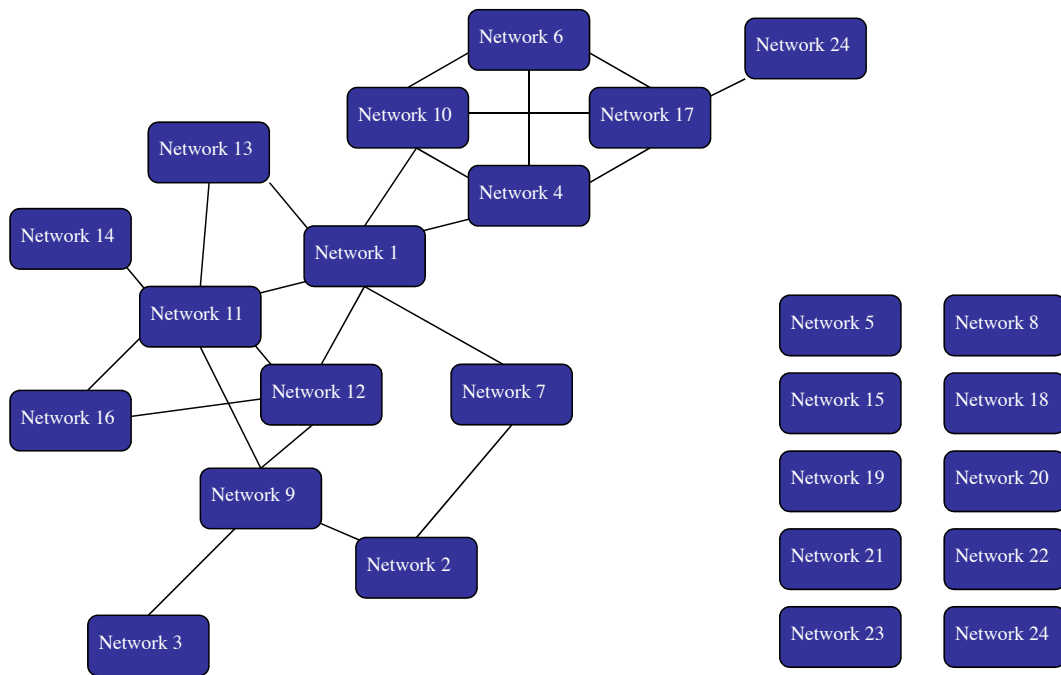 Network 6
Network 24
Network 10
Network 17
Network 13
Network 4
Network 14
Network 1
Network 11
Network 5
Network 8
Network 12
Network 7
Network 16
Network 15
Network 18
Network 9
Network 19
Network 20
Network 2
Network 21
Network 22
Network 3
Network 23
Network 24